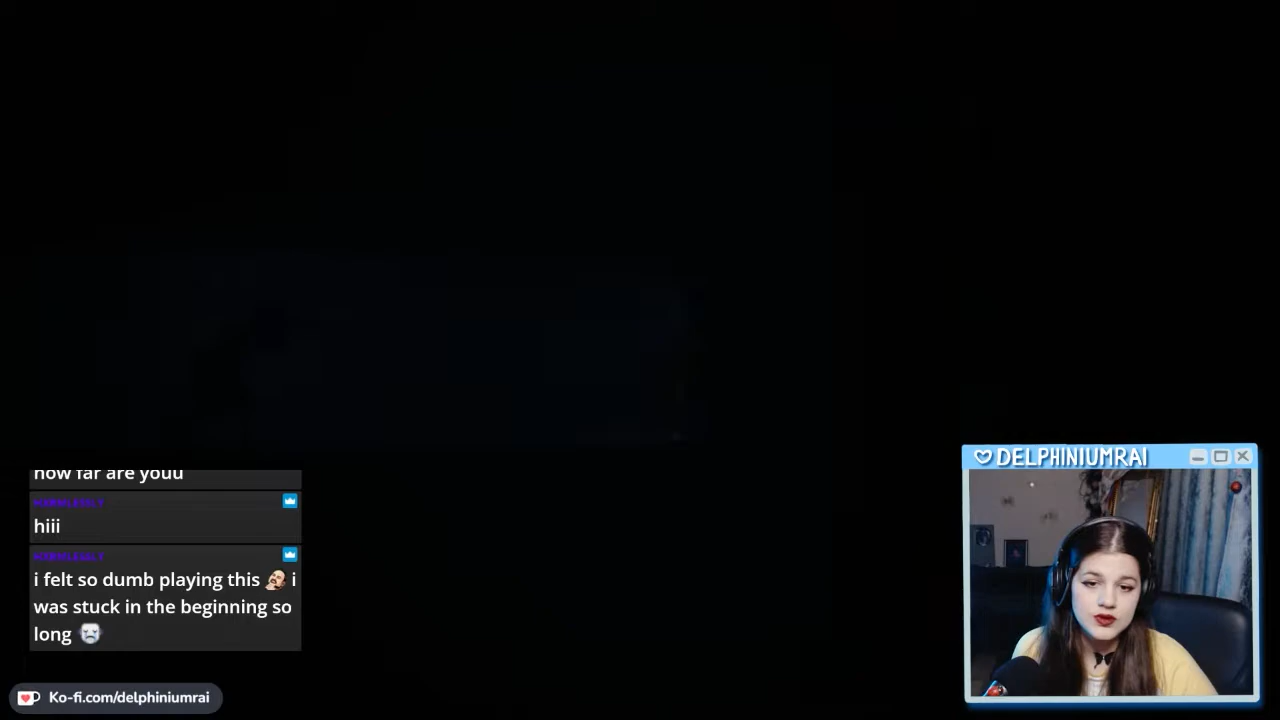 how far are youu
hiii
i felt so dumb playing this i
was stuck in the beginning so
long
Ko-fi.com/delphiniumrai
DELPHINIUMRAI